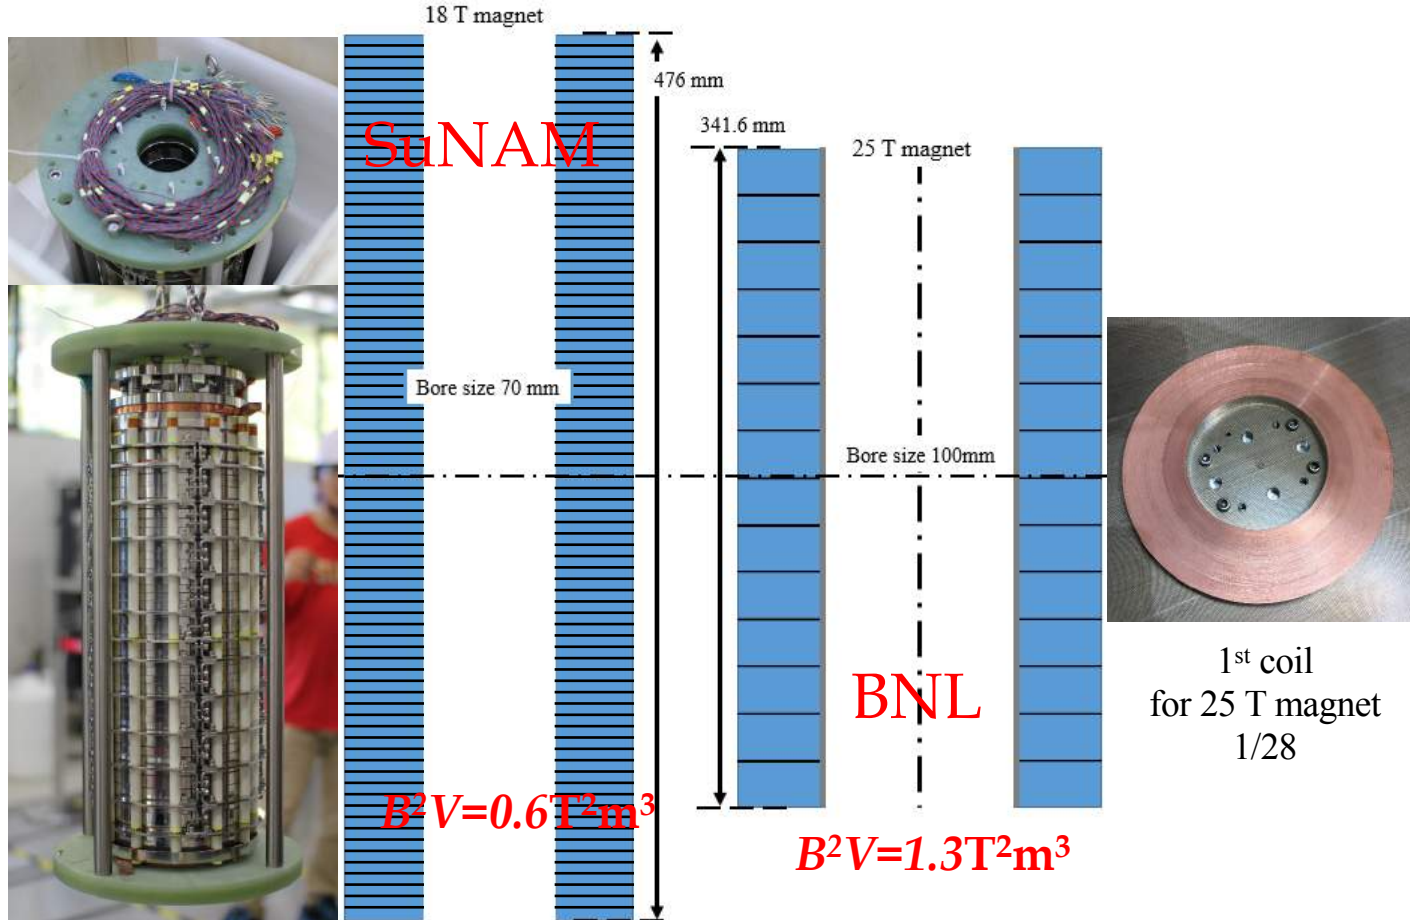 18 T magnet
476 mm
SuNAM
341.6 mm
25 T magnet
Bore size 70 mm
Bore size 100mm
BNL
1st coil
for 25 T magnet
1/28
B²V=0.6T²m³
B²V=1.3T²m³